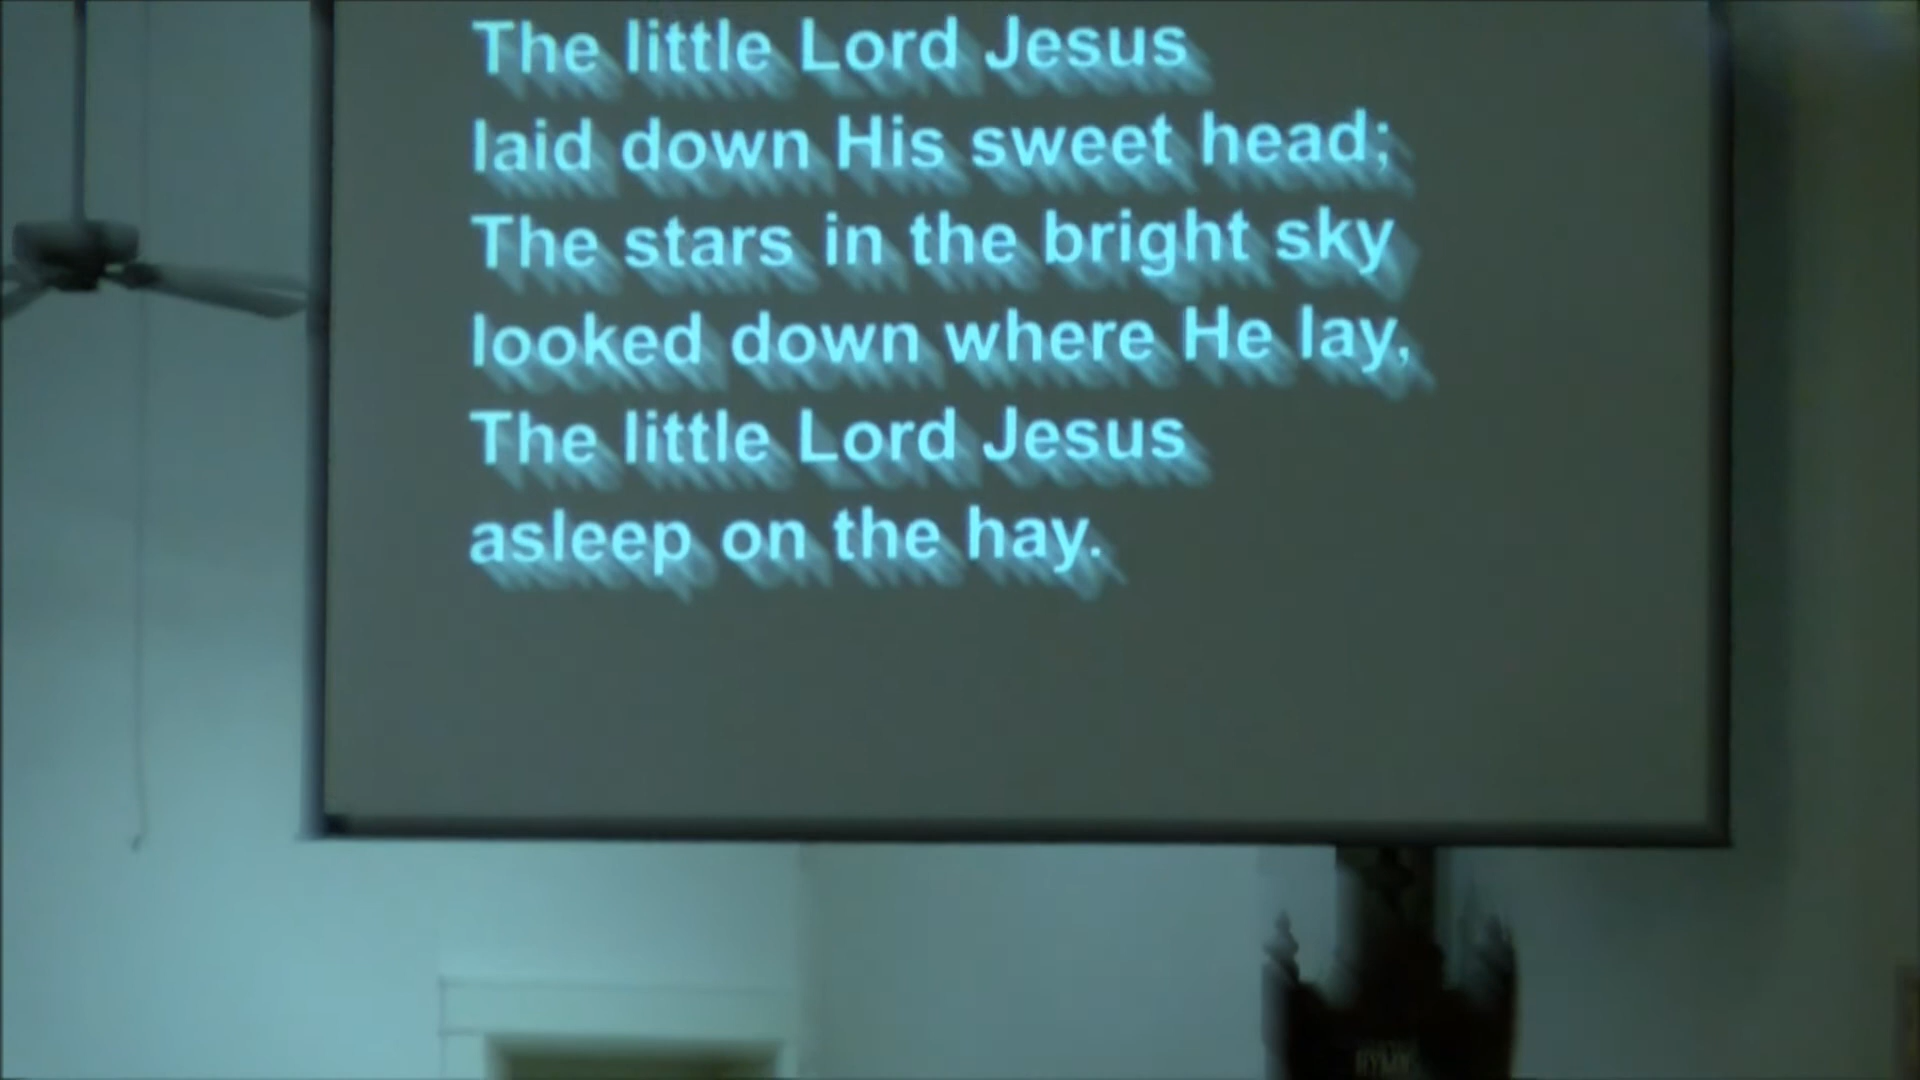 The little Lord Jesus
laid down His sweet head;
The stars in the bright sky
looked down where He lay,
The little Lord Jesus
asleep on the hay.